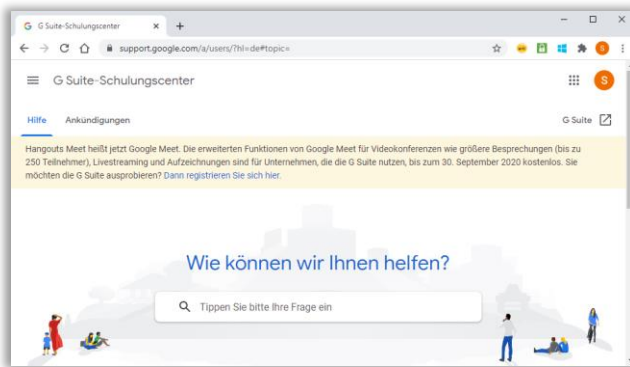 G Suite-Schulungscenter
support.google.com/a/users/?hl=de#topic=
G Suite-Schulungscenter
S
Hilfe
Ankündigungen
G Suite
Hangouts Meet heißt jetzt Google Meet. Die erweiterten Funktionen von Google Meet für Videokonferenzen wie größere Besprechungen (bis zu
250 Teilnehmer), Livestreaming und Aufzeichnungen sind für Unternehmen, die die G Suite nutzen, bis zum 30. September 2020 kostenlos. Sie
möchten die G Suite ausprobieren? Dann registrieren Sie sich hier.
Wie können wir Ihnen helfen?
Tippen Sie bitte Ihre Frage ein